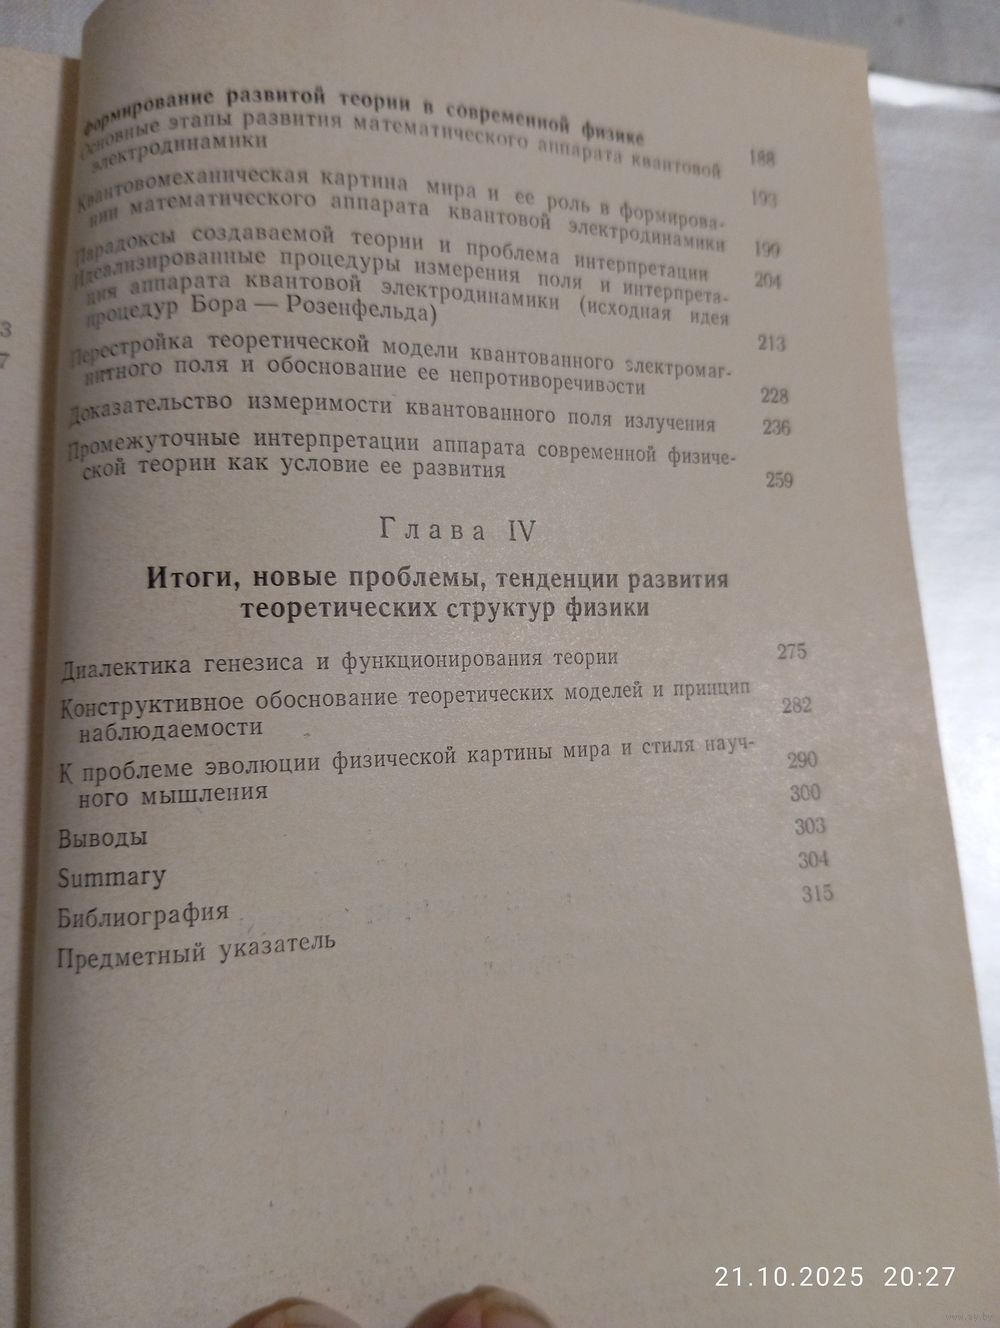 формирование развитой теории в современной физике 188
Основные этапы развития математического аппарата квантовой
электродинамики 193
Квантовомеханическая картина мира и ее роль в формирова-
нии математического аппарата квантовой электродинамики 199
Парадоксы создаваемой теории и проблема интерпретации 204
Идеализированные процедуры измерения поля и интерпрета-
ция аппарата квантовой электродинамики (исходная идея
процедур Бора — Розенфельда) 213
Перестройка теоретической модели квантованного электромаг-
нитного поля и обоснование ее непротиворечивости 228
Доказательство измеримости квантованного поля излучения 236
Промежуточные интерпретации аппарата современной физиче-
ской теории как условие ее развития 259
Глава IV
Итоги, новые проблемы, тенденции развития
теоретических структур физики
Диалектика генезиса и функционирования теории 275
Конструктивное обоснование теоретических моделей и принцип
наблюдаемости 282
К проблеме эволюции физической картины мира и стиля науч-
ного мышления 290
Выводы 300
Summary 303
Библиография 304
Предметный указатель 315
3
7
21.10.2025 20:27
www.ay.by